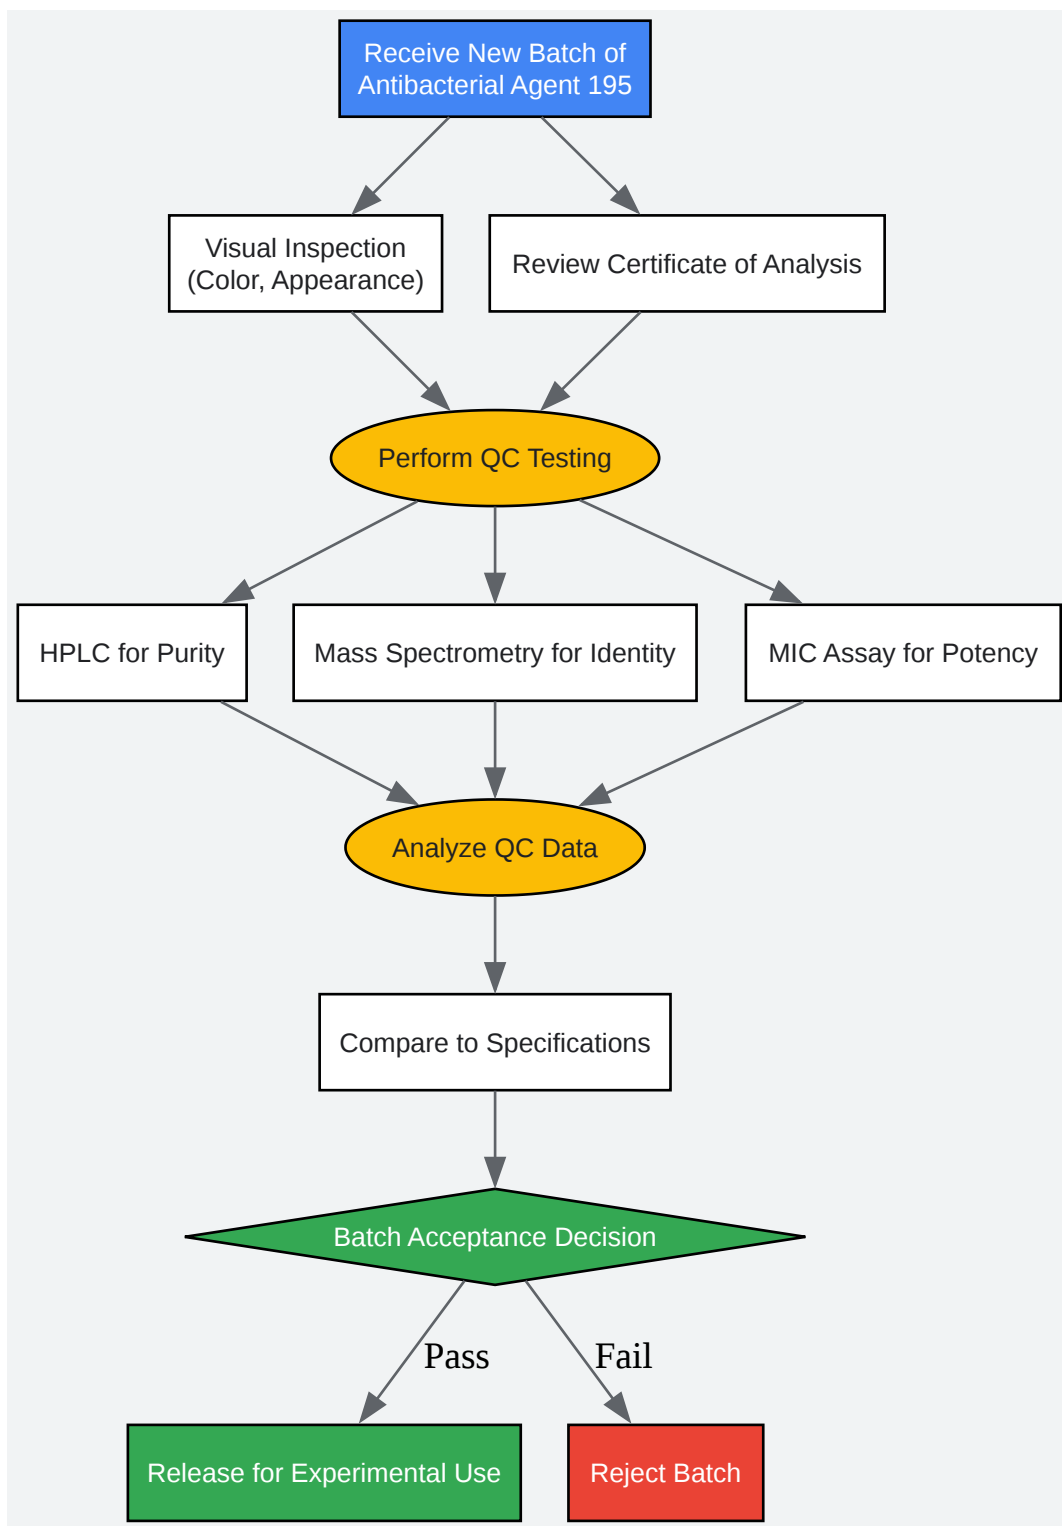 Receive New Batch of
Antibacterial Agent 195
Visual Inspection
(Color, Appearance)
Review Certificate of Analysis
Perform QC Testing
HPLC for Purity
Mass Spectrometry for Identity
MIC Assay for Potency
Analyze QC Data
Compare to Specifications
Batch Acceptance Decision
Pass
Fail
Release for Experimental Use
Reject Batch